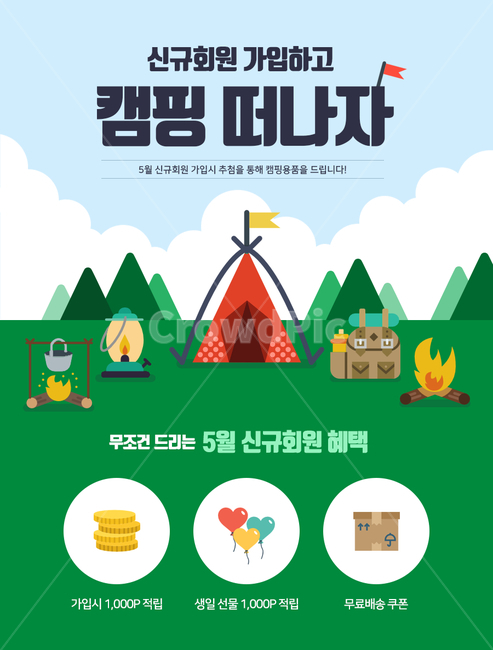 신규회원 가입하고
캠핑 떠나자
5월 신규회원 가입시 추첨을 통해 캠핑용품을 드립니다!
CrowdPic
무조건 드리는 5월 신규회원 혜택
가입시 1,000P 적립
생일 선물 1,000P 적립
무료배송 쿠폰